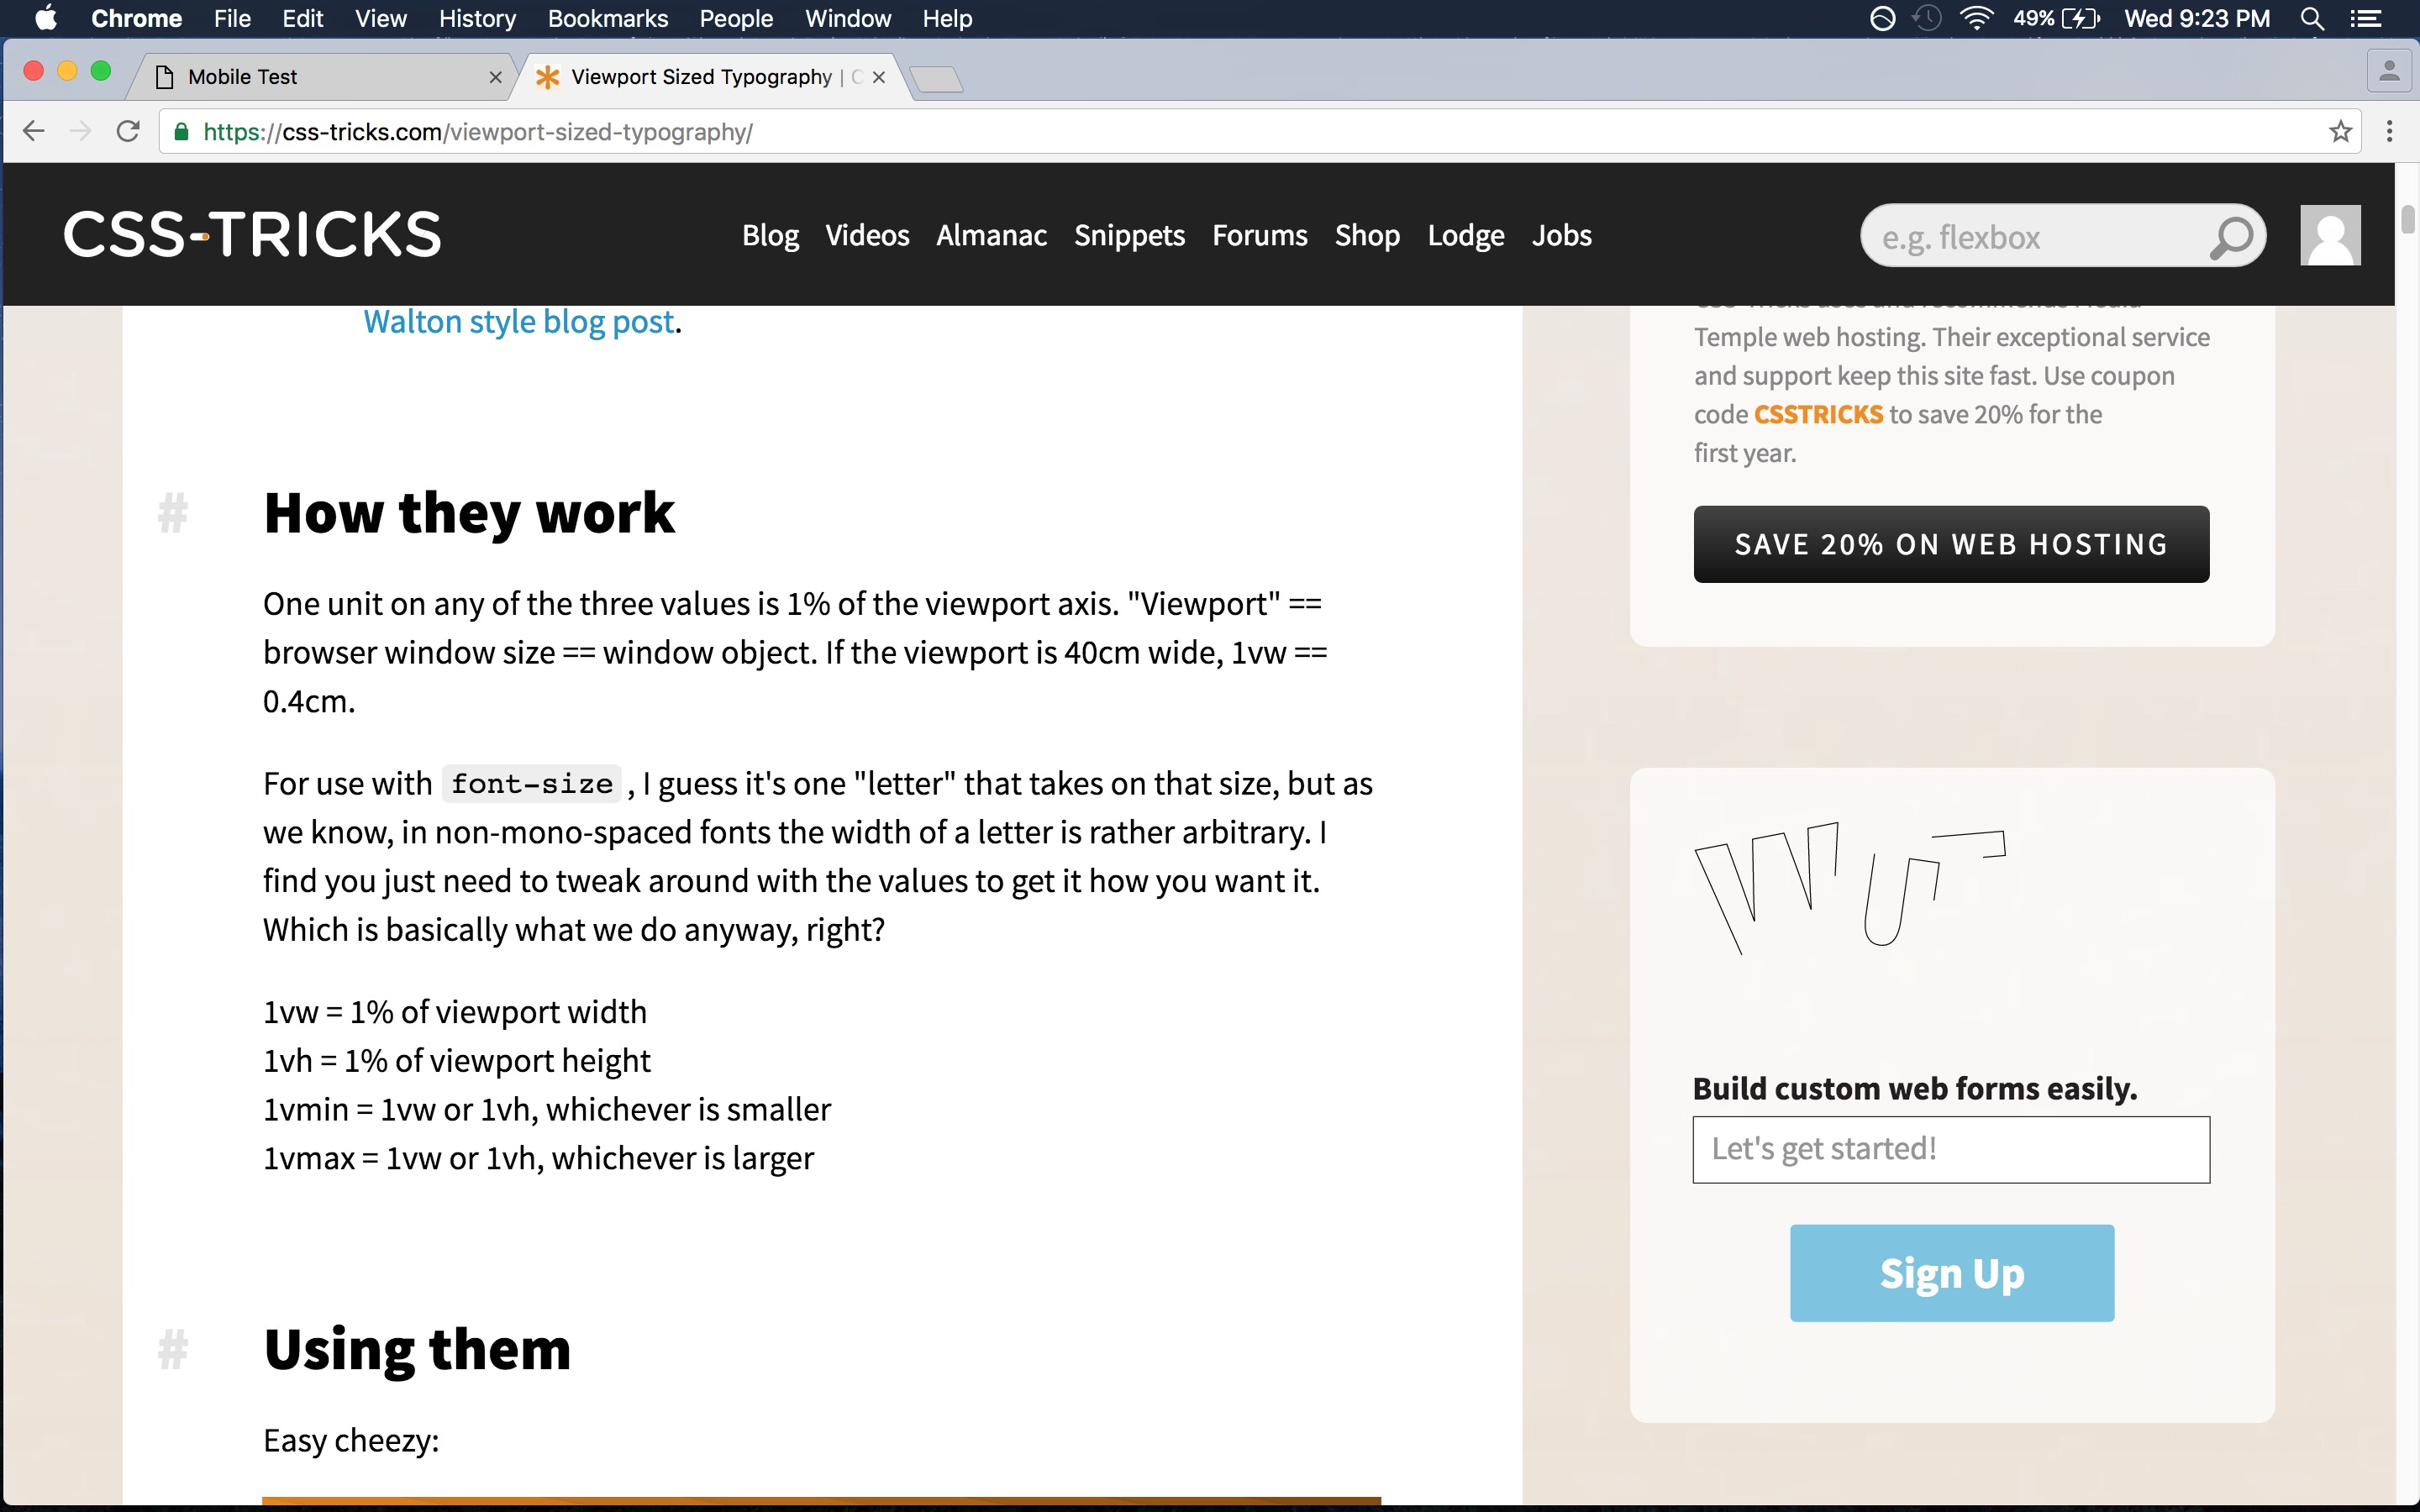 Chrome File Edit View History Bookmarks People Window Help 49% Wed 9:23 PM
Mobile Test
Viewport Sized Typography | C
https://css-tricks.com/viewport-sized-typography/
CSS-TRICKS
Blog Videos Almanac Snippets Forums Shop Lodge Jobs
e.g. flexbox
Walton style blog post.
# How they work
One unit on any of the three values is 1% of the viewport axis. "Viewport" ==
browser window size == window object. If the viewport is 40cm wide, 1vw ==
0.4cm.
For use with font-size , I guess it's one "letter" that takes on that size, but as
we know, in non-mono-spaced fonts the width of a letter is rather arbitrary. I
find you just need to tweak around with the values to get it how you want it.
Which is basically what we do anyway, right?
1vw = 1% of viewport width
1vh = 1% of viewport height
1vmin = 1vw or 1vh, whichever is smaller
1vmax = 1vw or 1vh, whichever is larger
# Using them
Easy cheezy:
CSS-Tricks uses and recommends Media
Temple web hosting. Their exceptional service
and support keep this site fast. Use coupon
code CSSTRICKS to save 20% for the
first year.
SAVE 20% ON WEB HOSTING
Build custom web forms easily.
Let's get started!
Sign Up